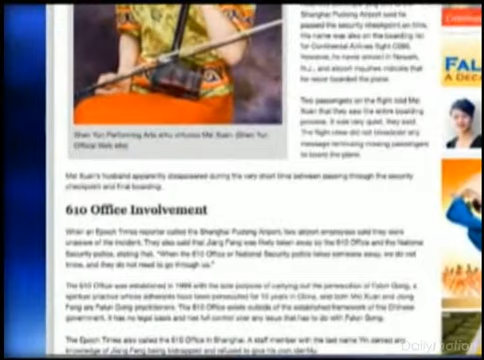 Shanghai Pudong Airport said he
passed the security checkpoint on time.
His name was also on the boarding list
for Continental Airlines flight CO86.
However, he never arrived in Newark,
N.J., and airport inquiries indicate that
he never boarded the plane.
Two passengers on the flight told Mei
Xuan that they saw the entire boarding
process. It was very quiet, they said.
The flight crew did not broadcast any
message reminding missing passengers
to board the plane.
Shen Yun Performing Arts erhu virtuoso Mei Xuan. (Shen Yun
Official Web site)
Mei Xuan's husband apparently disappeared during the very short time between passing through the security
checkpoint and final boarding.
610 Office Involvement
When an Epoch Times reporter called the Shanghai Pudong Airport, two airport employees said they were
unaware of the incident. They also said that Jiang Feng was likely taken away by the 610 Office and the National
Security police, stating that, "When the 610 Office or National Security police takes someone away, we do not
know, and they do not need to go through us."
The 610 Office was established in 1999 with the sole purpose of carrying out the persecution of Falun Gong, a
spiritual practice whose adherents have been persecuted for 10 years in China, and both Mei Xuan and Jiang
Feng are Falun Gong practitioners. The 610 Office exists outside of the established framework of the Chinese
government. It has no legal basis and has full control over any issue that has to do with Falun Gong.
The Epoch Times also called the 610 Office in Shanghai. A staff member with the last name Yin denied any
knowledge of Jiang Feng being kidnapped and refused to give his own identity.
FAL
A DECA
Dailymotion